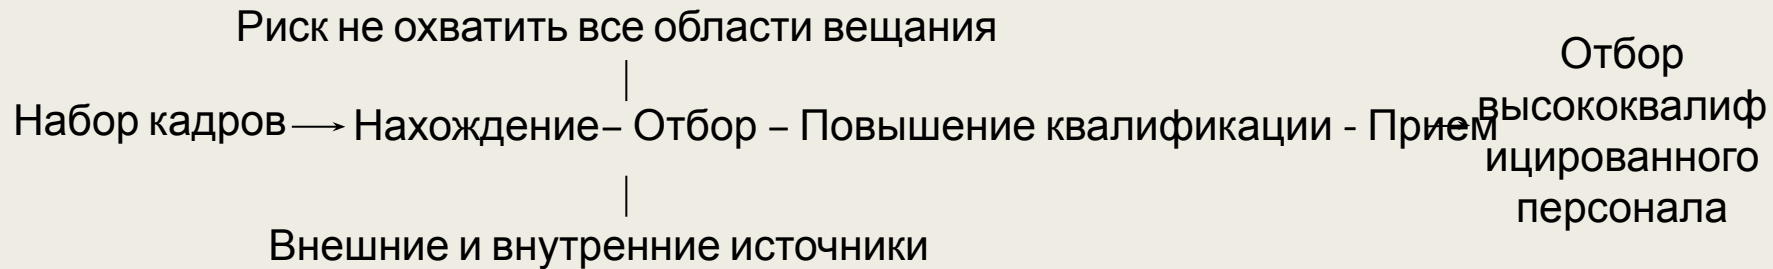 Риск не охватить все области вещания
Набор кадров → Нахождение – Отбор – Повышение квалификации - Прием →
Отбор
высококвалиф
ицированного
персонала
Внешние и внутренние источники